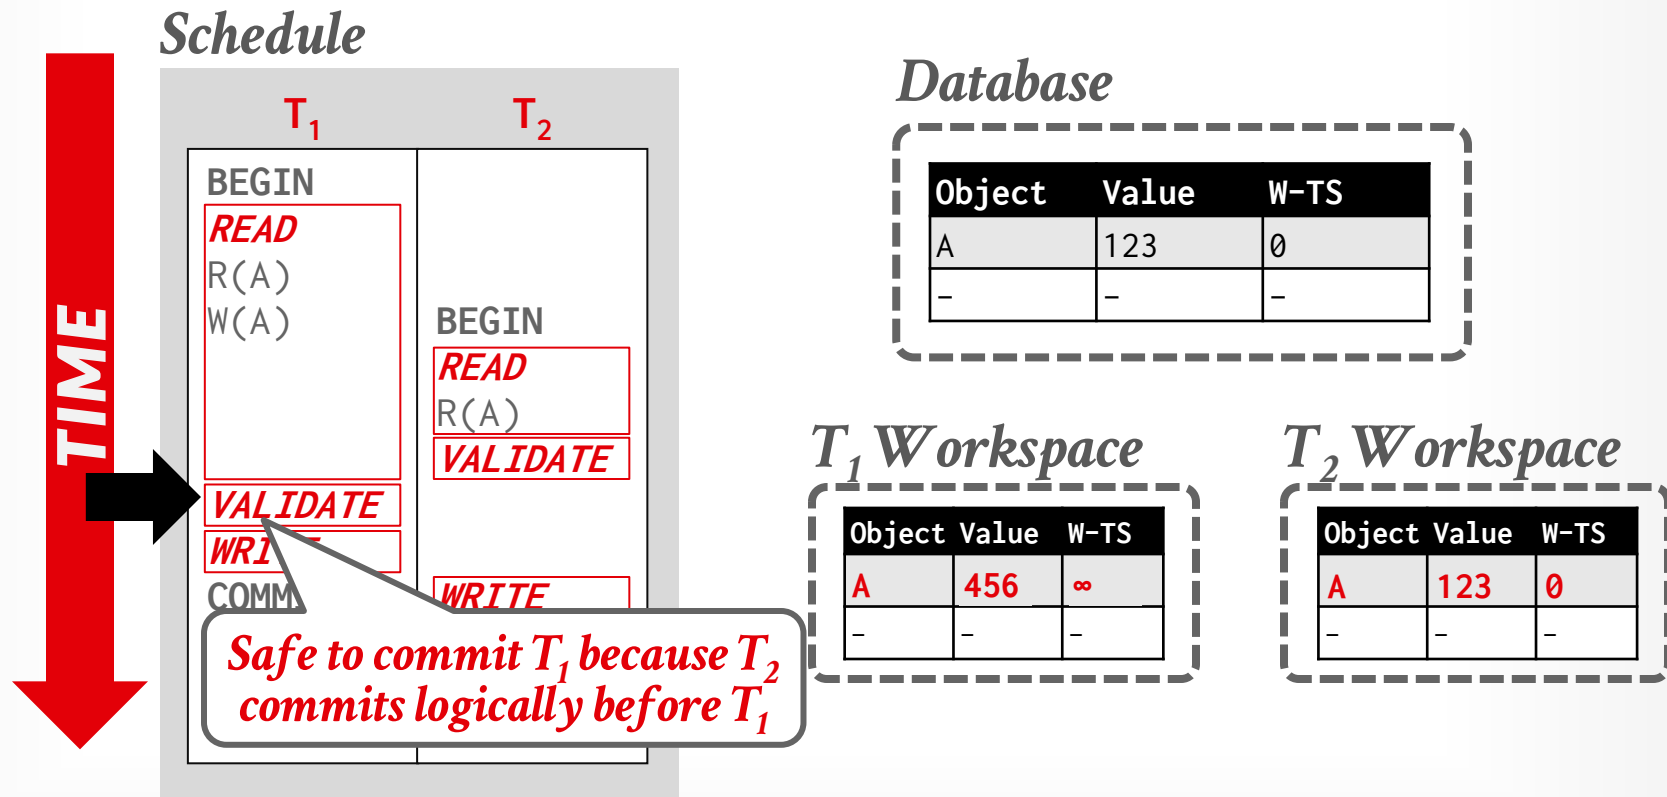 Schedule
TIME
T1 T2
BEGIN
READ
R(A)
W(A)
VALIDATE
WRI
COMM
BEGIN
READ
R(A)
VALIDATE
WRITE
Safe to commit T1 because T2
commits logically before T1
Database
Object Value W-TS
A 123 0
- - -
T1 Workspace
Object Value W-TS
A 456 ∞
- - -
T2 Workspace
Object Value W-TS
A 123 0
- - -